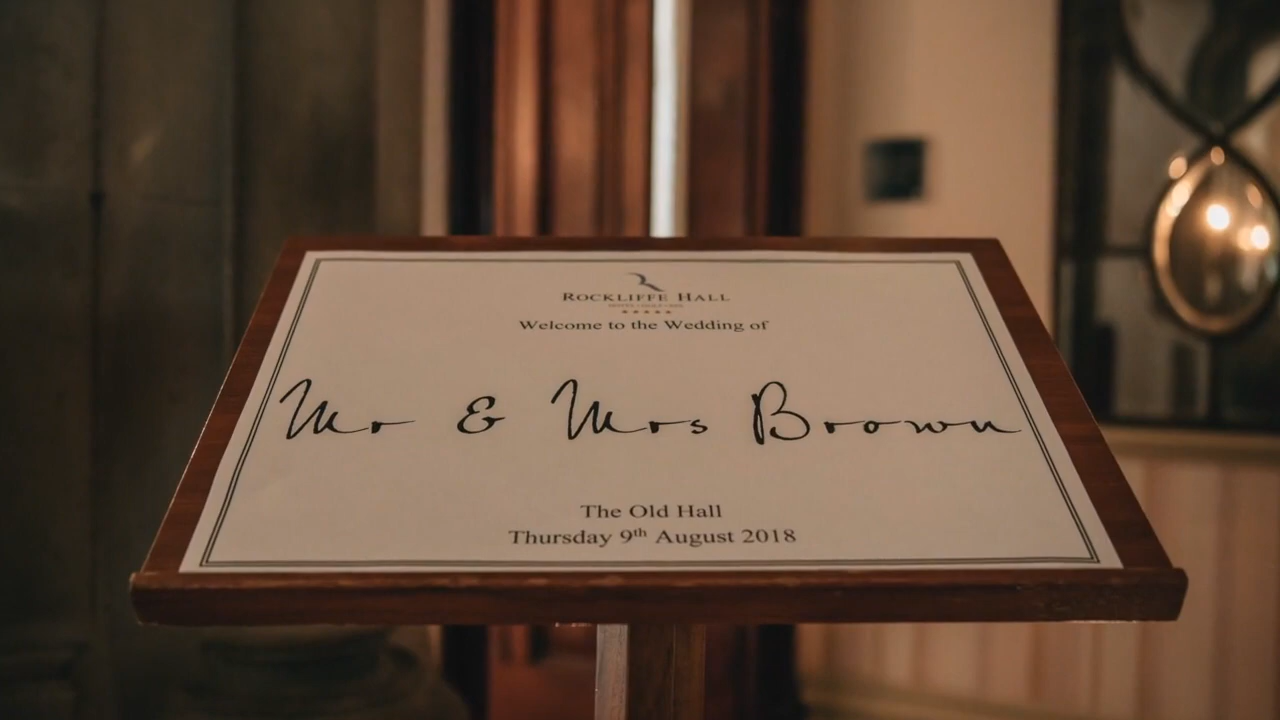 ROCKLIFFE HALL
Welcome to the Wedding of
Mr & Mrs Brown
The Old Hall
Thursday 9th August 2018